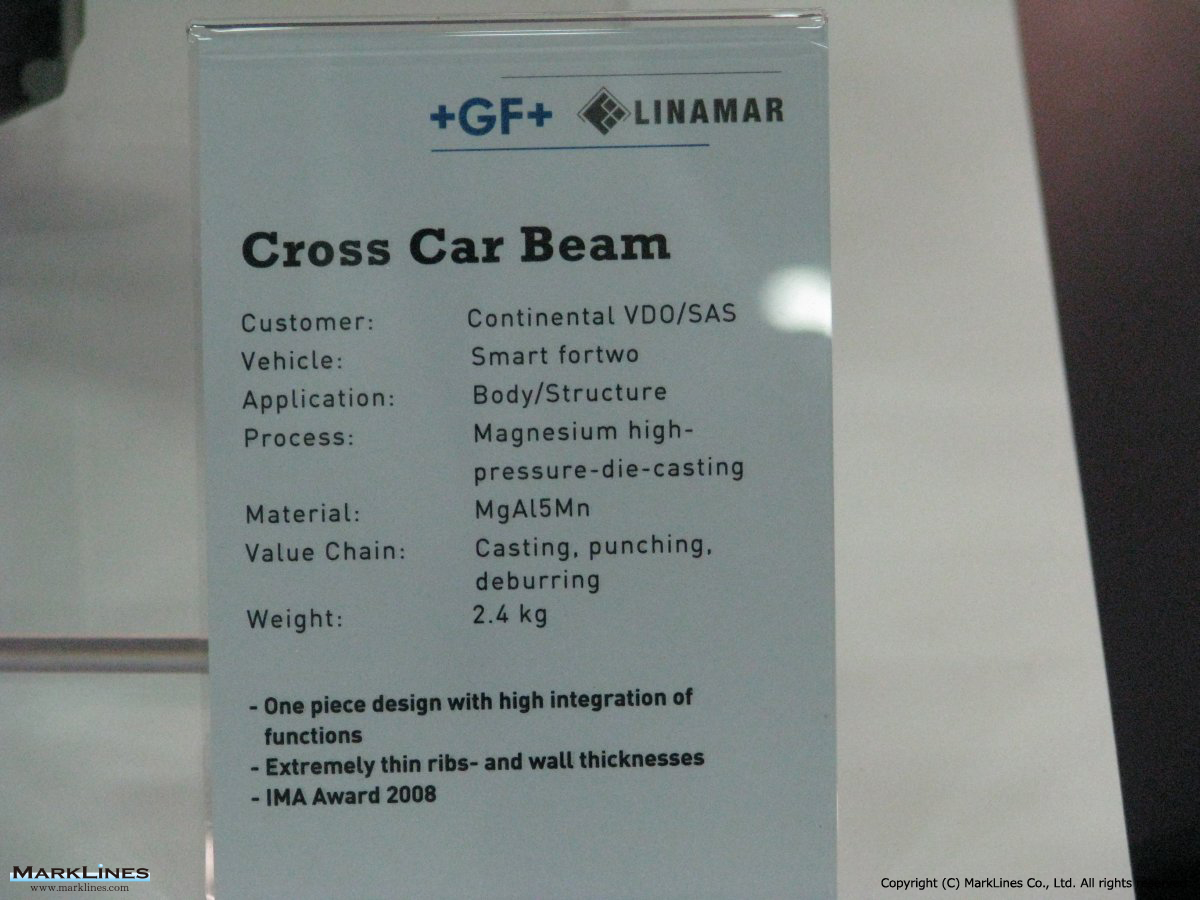 +GF+ LINAMAR
Cross Car Beam
Customer: Continental VDO/SAS
Vehicle: Smart fortwo
Application: Body/Structure
Process: Magnesium high-
pressure-die-casting
Material: MgAl5Mn
Value Chain: Casting, punching,
deburring
Weight: 2.4 kg
- One piece design with high integration of
functions
- Extremely thin ribs- and wall thicknesses
- IMA Award 2008
MARKLINES
www.marklines.com
Copyright (C) MarkLines Co., Ltd. All rights